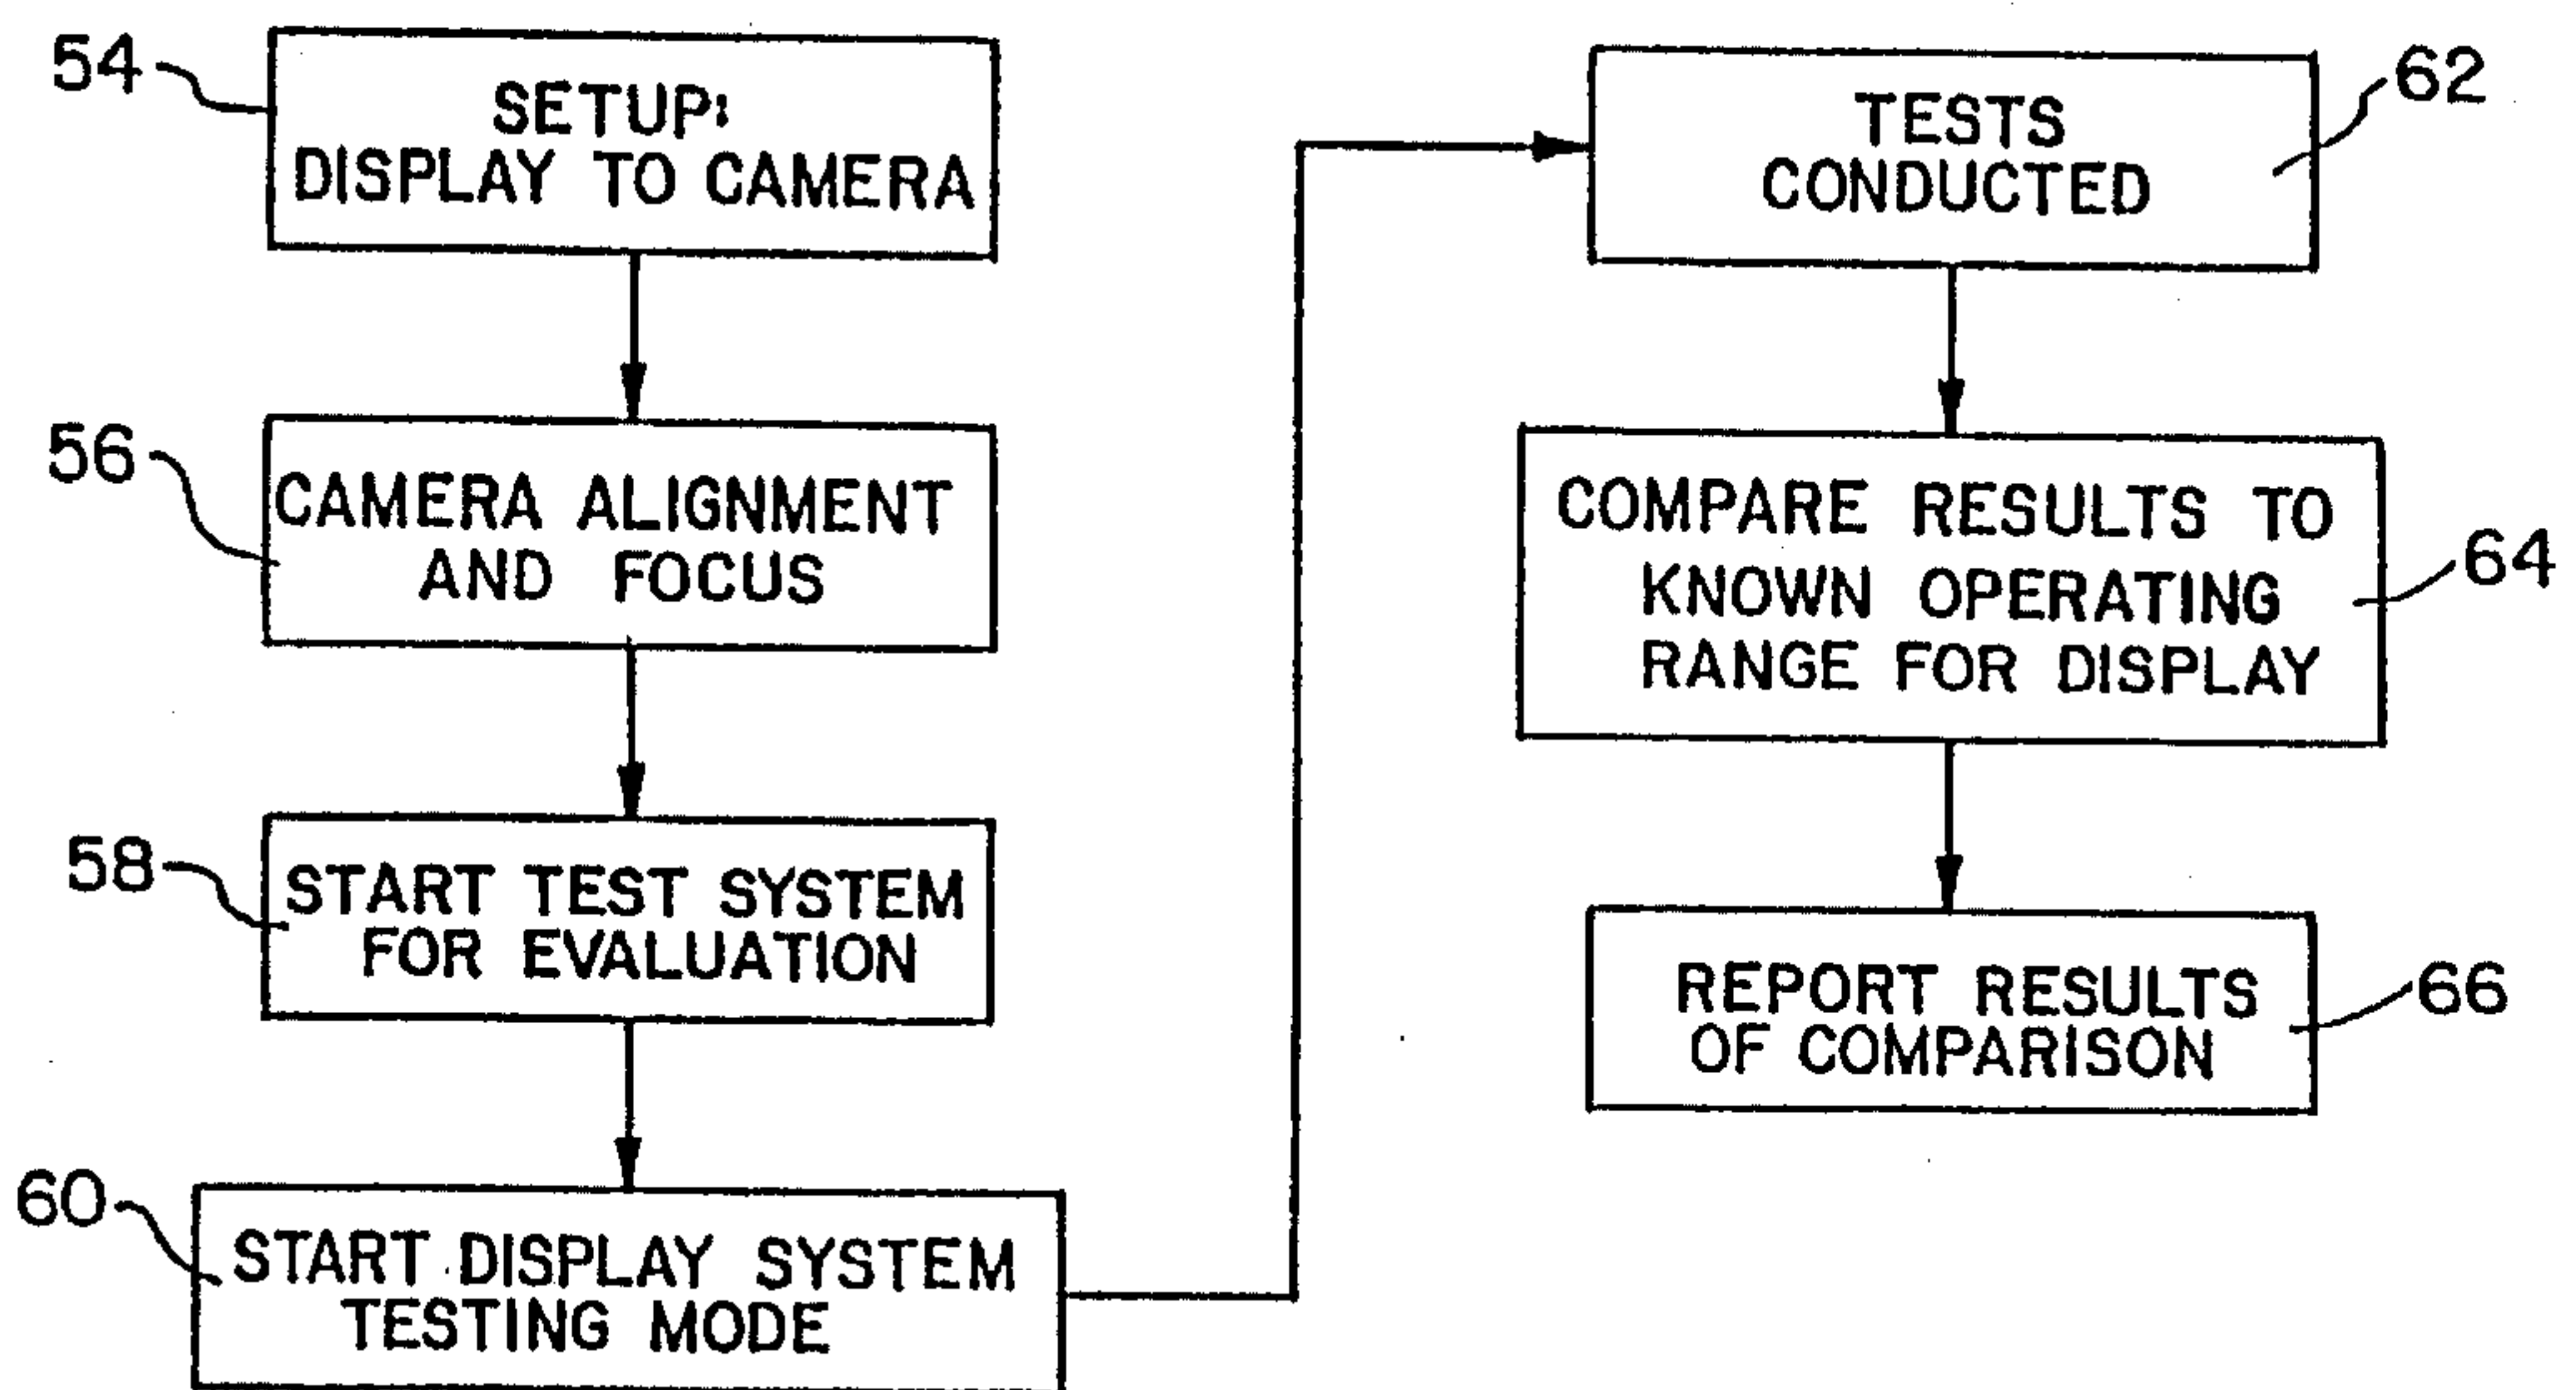 54
SETUP:
DISPLAY TO CAMERA
56
CAMERA ALIGNMENT
AND FOCUS
58
START TEST SYSTEM
FOR EVALUATION
60
START DISPLAY SYSTEM
TESTING MODE
62
TESTS
CONDUCTED
64
COMPARE RESULTS TO
KNOWN OPERATING
RANGE FOR DISPLAY
66
REPORT RESULTS
OF COMPARISON